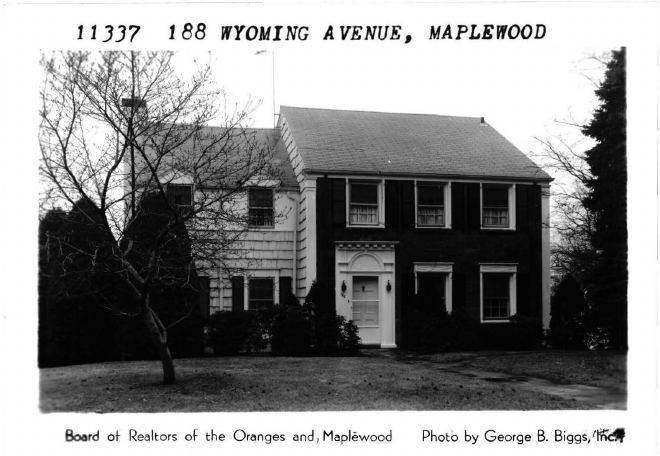 11337 188 WYOMING AVENUE, MAPLEWOOD
Board of Realtors of the Oranges and, Maplewood Photo by George B. Biggs, Inc.